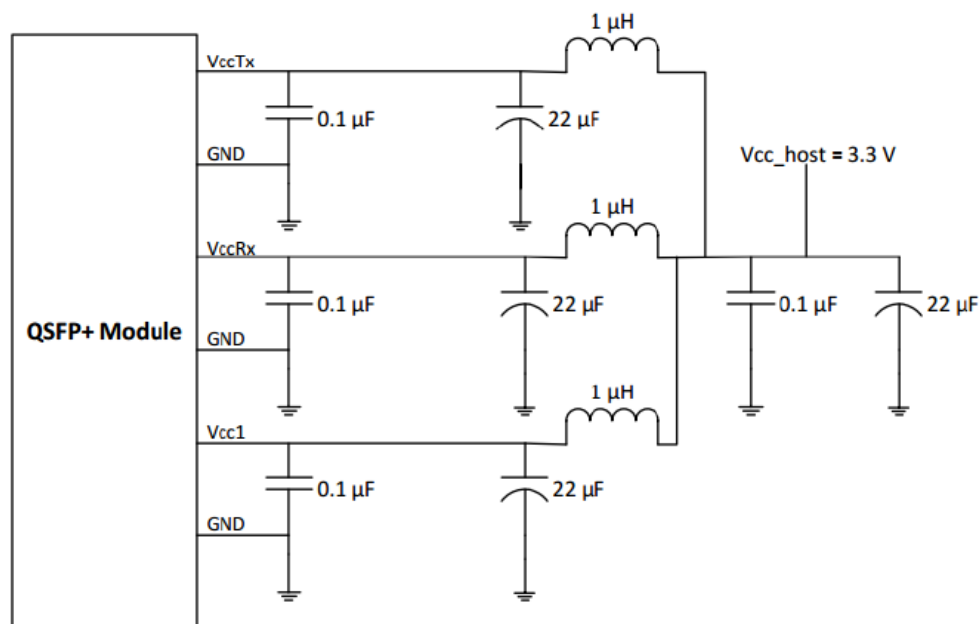 1 µH
VccTx
0.1 µF
22 µF
GND
Vcc_host = 3.3 V
1 µH
VccRx
0.1 µF
22 µF
0.1 µF
22 µF
QSFP+ Module
GND
1 µH
Vcc1
0.1 µF
22 µF
GND